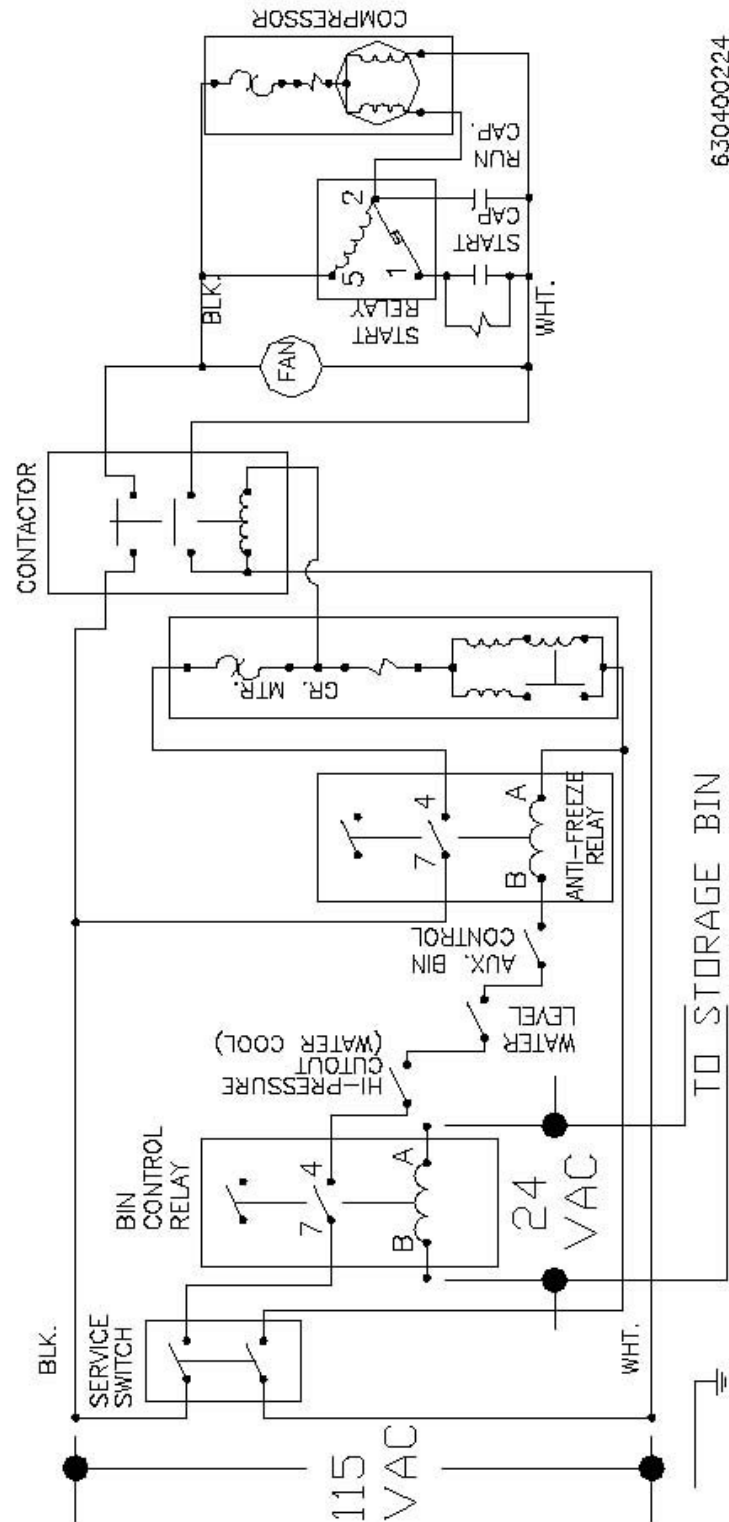 COMPRESSOR
RUN
CAP.
START
CAP
START
RELAY
2
5
1
BLK.
WHT.
FAN
630400224
CONTACTOR
GR. MTR.
ANTI-FREEZE
RELAY
4
7
A
B
AUX. BIN
CONTROL
WATER
LEVEL
HI-PRESSURE
CUTOUT
(WATER COOL)
BIN
CONTROL
RELAY
4
7
A
B
24
VAC
TO STORAGE BIN
SERVICE
SWITCH
BLK.
WHT.
115
VAC